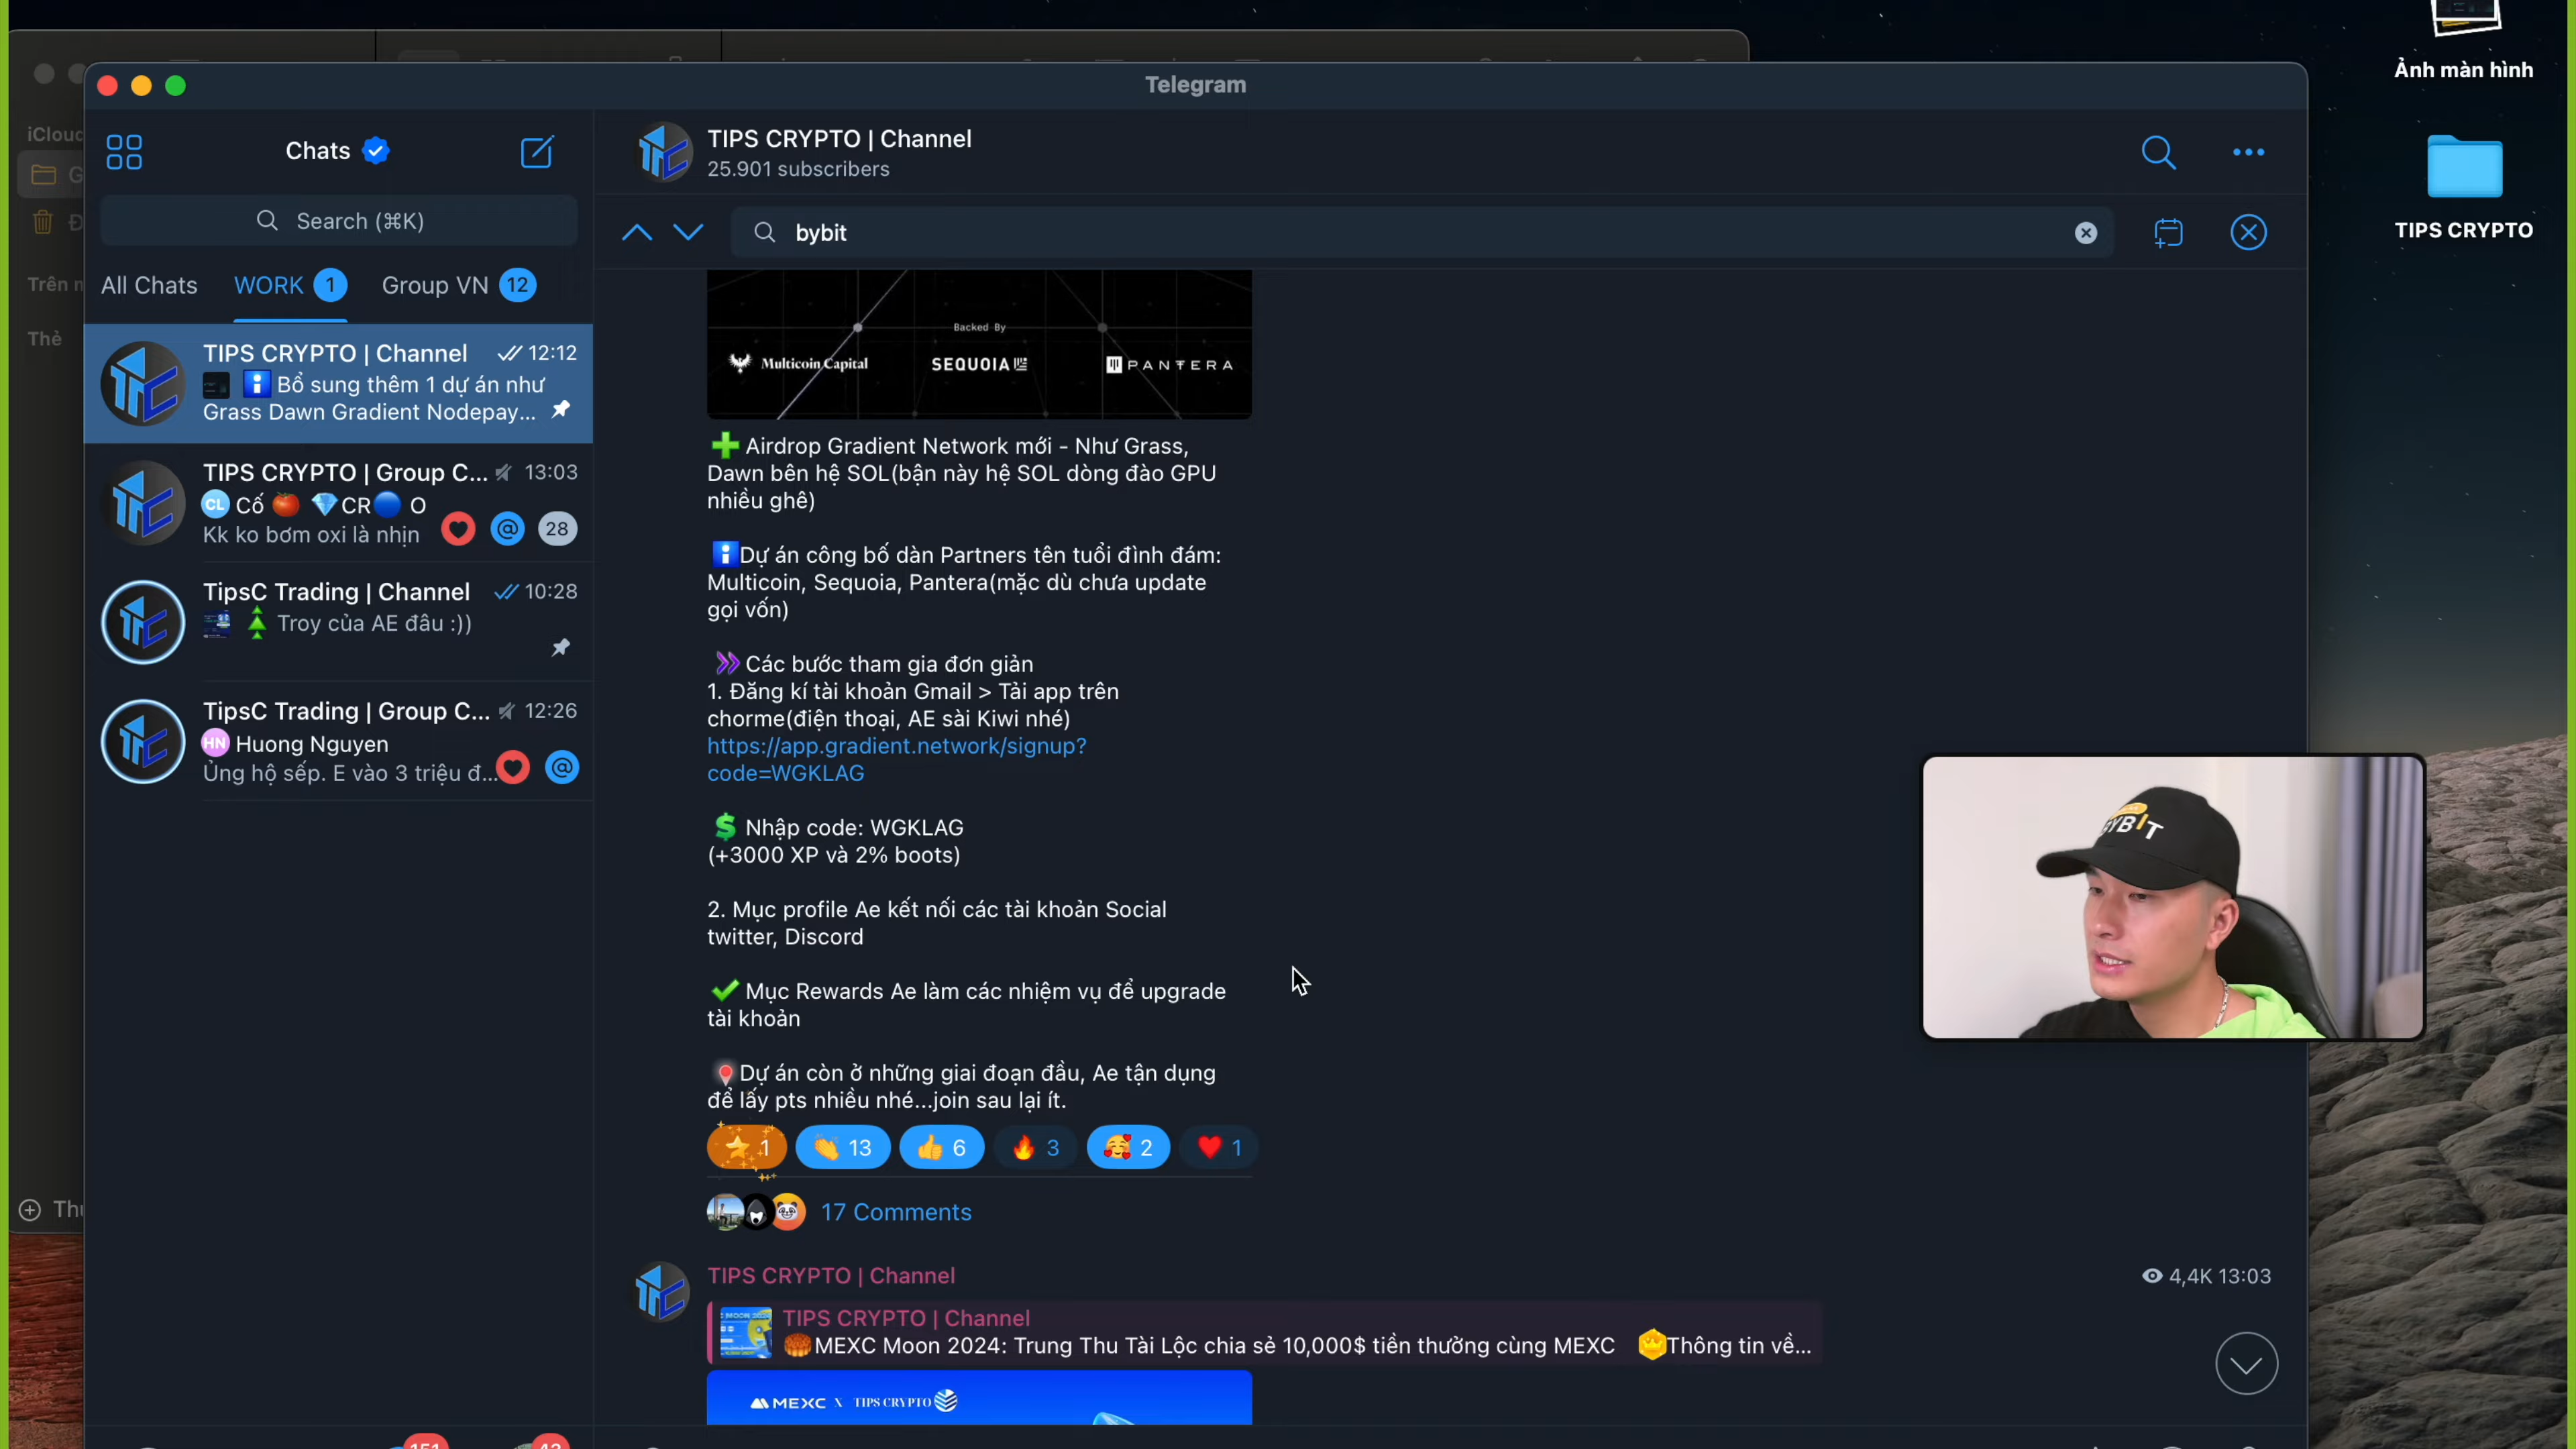 Ảnh màn hình
TIPS CRYPTO
Telegram
iCloud
Trên m
Thẻ
Chats
Search (⌘K)
All Chats
WORK 1
Group VN 12
TIPS CRYPTO | Channel 12:12
Bổ sung thêm 1 dự án như
Grass Dawn Gradient Nodepay...
TIPS CRYPTO | Group C... 13:03
CL Cố 🍅 💎CR🔵 O
Kk ko bơm oxi là nhịn
@ 28
TipsC Trading | Channel 10:28
Troy của AE đâu :))
TipsC Trading | Group C... 12:26
HN Huong Nguyen
Ủng hộ sếp. E vào 3 triệu đ...
@
TIPS CRYPTO | Channel
25.901 subscribers
bybit
Backed By
Multicoin Capital
SEQUOIA
PANTERA
➕ Airdrop Gradient Network mới - Như Grass,
Dawn bên hệ SOL(bận này hệ SOL dòng đào GPU
nhiều ghê)
ℹ️Dự án công bố dàn Partners tên tuổi đình đám:
Multicoin, Sequoia, Pantera(mặc dù chưa update
gọi vốn)
Các bước tham gia đơn giản
1. Đăng kí tài khoản Gmail > Tải app trên
chorme(điện thoại, AE sài Kiwi nhé)
https://app.gradient.network/signup?
code=WGKLAG
💲 Nhập code: WGKLAG
(+3000 XP và 2% boots)
2. Mục profile Ae kết nối các tài khoản Social
twitter, Discord
✔ Mục Rewards Ae làm các nhiệm vụ để upgrade
tài khoản
📍Dự án còn ở những giai đoạn đầu, Ae tận dụng
để lấy pts nhiều nhé...join sau lại ít.
⭐ 1 👏 13 👍 6 🔥 3 🥰 2 ❤ 1
17 Comments
TIPS CRYPTO | Channel
4,4K 13:03
TIPS CRYPTO | Channel
🥮MEXC Moon 2024: Trung Thu Tài Lộc chia sẻ 10,000$ tiền thưởng cùng MEXC Thông tin về...
MEXC X TIPS CRYPTO
BYBIT
Thư
151